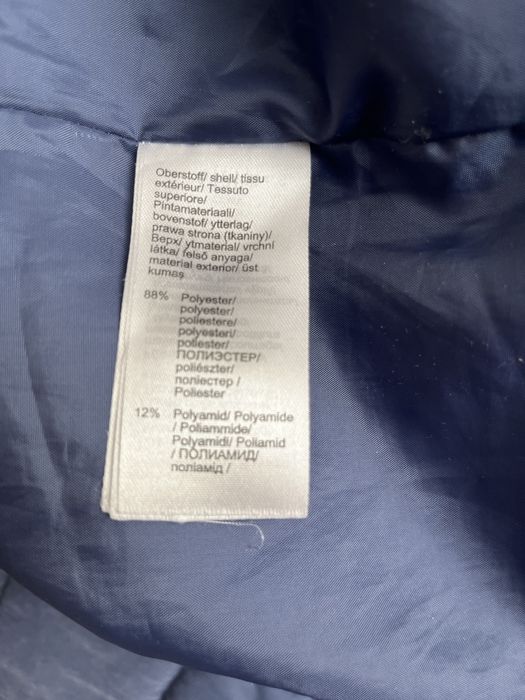 Oberstoff/ shell/ tissu
extérieur/ Tessuto
superiore/
Pintamateriaali/
bovenstof/ ytterlag/
prawa strona (tkaniny)/
Верх/ ytmaterial/ vrchní
látka/ felső anyaga/
material exterior/ üst
kumaş
88% Polyester/
polyester/
poliestere/
polyesteri/
poliester/
ПОЛИЭСТЕР/
poliészter/
поліестер /
Poliester
12% Polyamid/ Polyamide
/ Poliammide/
Polyamidi/ Poliamid
/ ПОЛИАМИД/
поліамід /